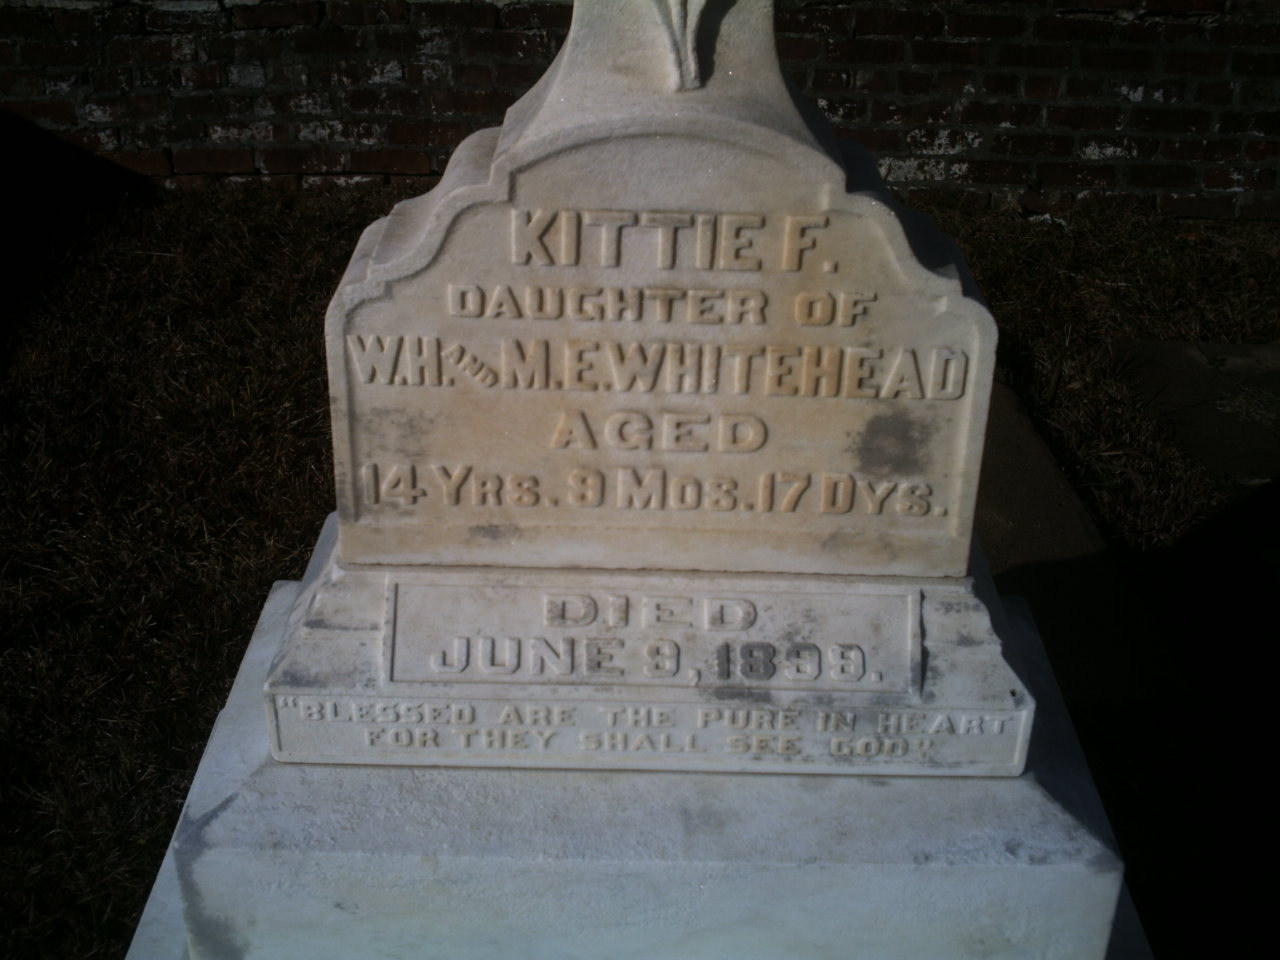 KITTIE F.
DAUGHTER OF
W.H. AND M.E. WHITEHEAD
AGED
14 YRS. 9 MOS. 17 DYS.
DIED
JUNE 9, 1899.
"BLESSED ARE THE PURE IN HEART
FOR THEY SHALL SEE GOD."